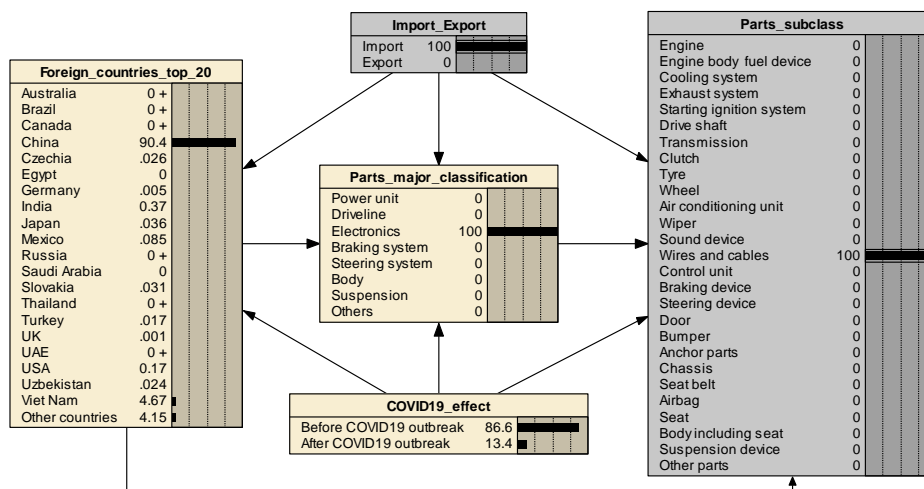 Import_Export
Import 100
Export 0
Foreign_countries_top_20
Australia 0 +
Brazil 0 +
Canada 0 +
China 90.4
Czechia .026
Egypt 0
Germany .005
India 0.37
Japan .036
Mexico .085
Russia 0 +
Saudi Arabia 0
Slovakia .031
Thailand 0 +
Turkey .017
UK .001
UAE 0 +
USA 0.17
Uzbekistan .024
Viet Nam 4.67
Other countries 4.15
Parts_major_classification
Power unit 0
Driveline 0
Electronics 100
Braking system 0
Steering system 0
Body 0
Suspension 0
Others 0
COVID19_effect
Before COVID19 outbreak 86.6
After COVID19 outbreak 13.4
Parts_subclass
Engine 0
Engine body fuel device 0
Cooling system 0
Exhaust system 0
Starting ignition system 0
Drive shaft 0
Transmission 0
Clutch 0
Tyre 0
Wheel 0
Air conditioning unit 0
Wiper 0
Sound device 0
Wires and cables 100
Control unit 0
Braking device 0
Steering device 0
Door 0
Bumper 0
Anchor parts 0
Chassis 0
Seat belt 0
Airbag 0
Seat 0
Body including seat 0
Suspension device 0
Other parts 0